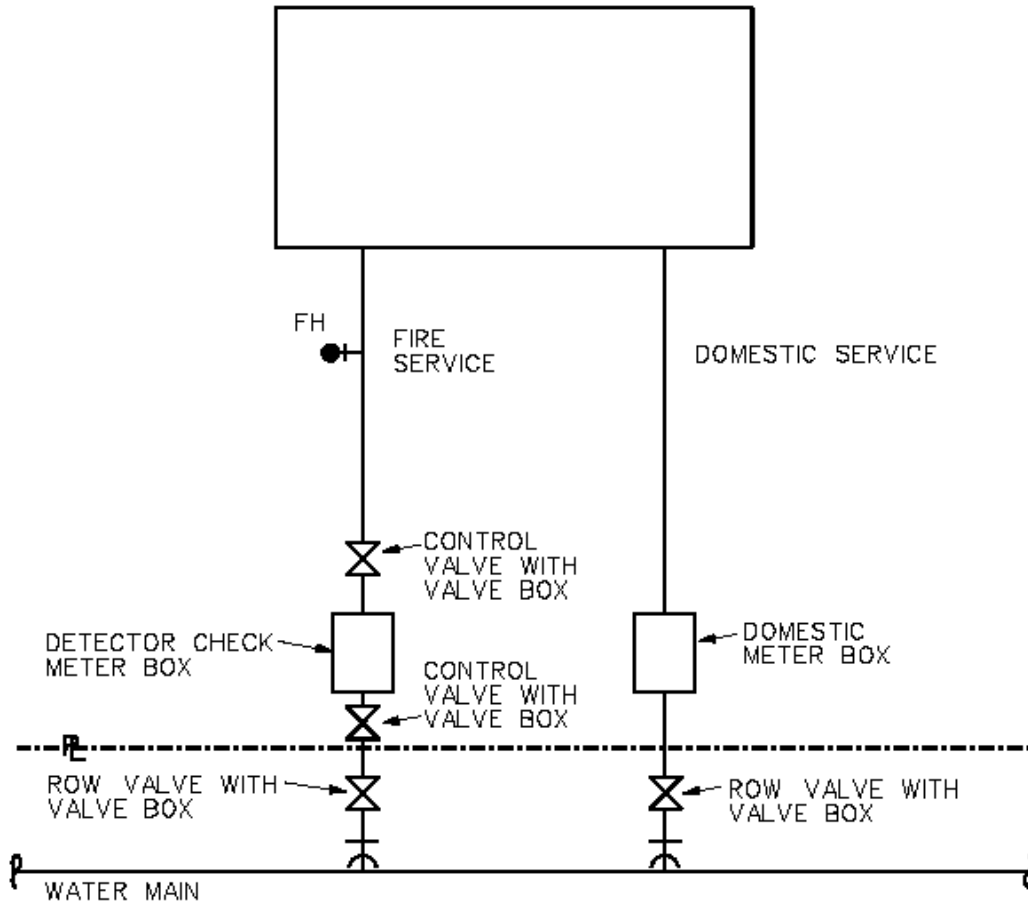 FH
FIRE
SERVICE
DOMESTIC SERVICE
CONTROL
VALVE WITH
VALVE BOX
DETECTOR CHECK
METER BOX
DOMESTIC
METER BOX
CONTROL
VALVE WITH
VALVE BOX
PL
ROW VALVE WITH
VALVE BOX
ROW VALVE WITH
VALVE BOX
WATER MAIN